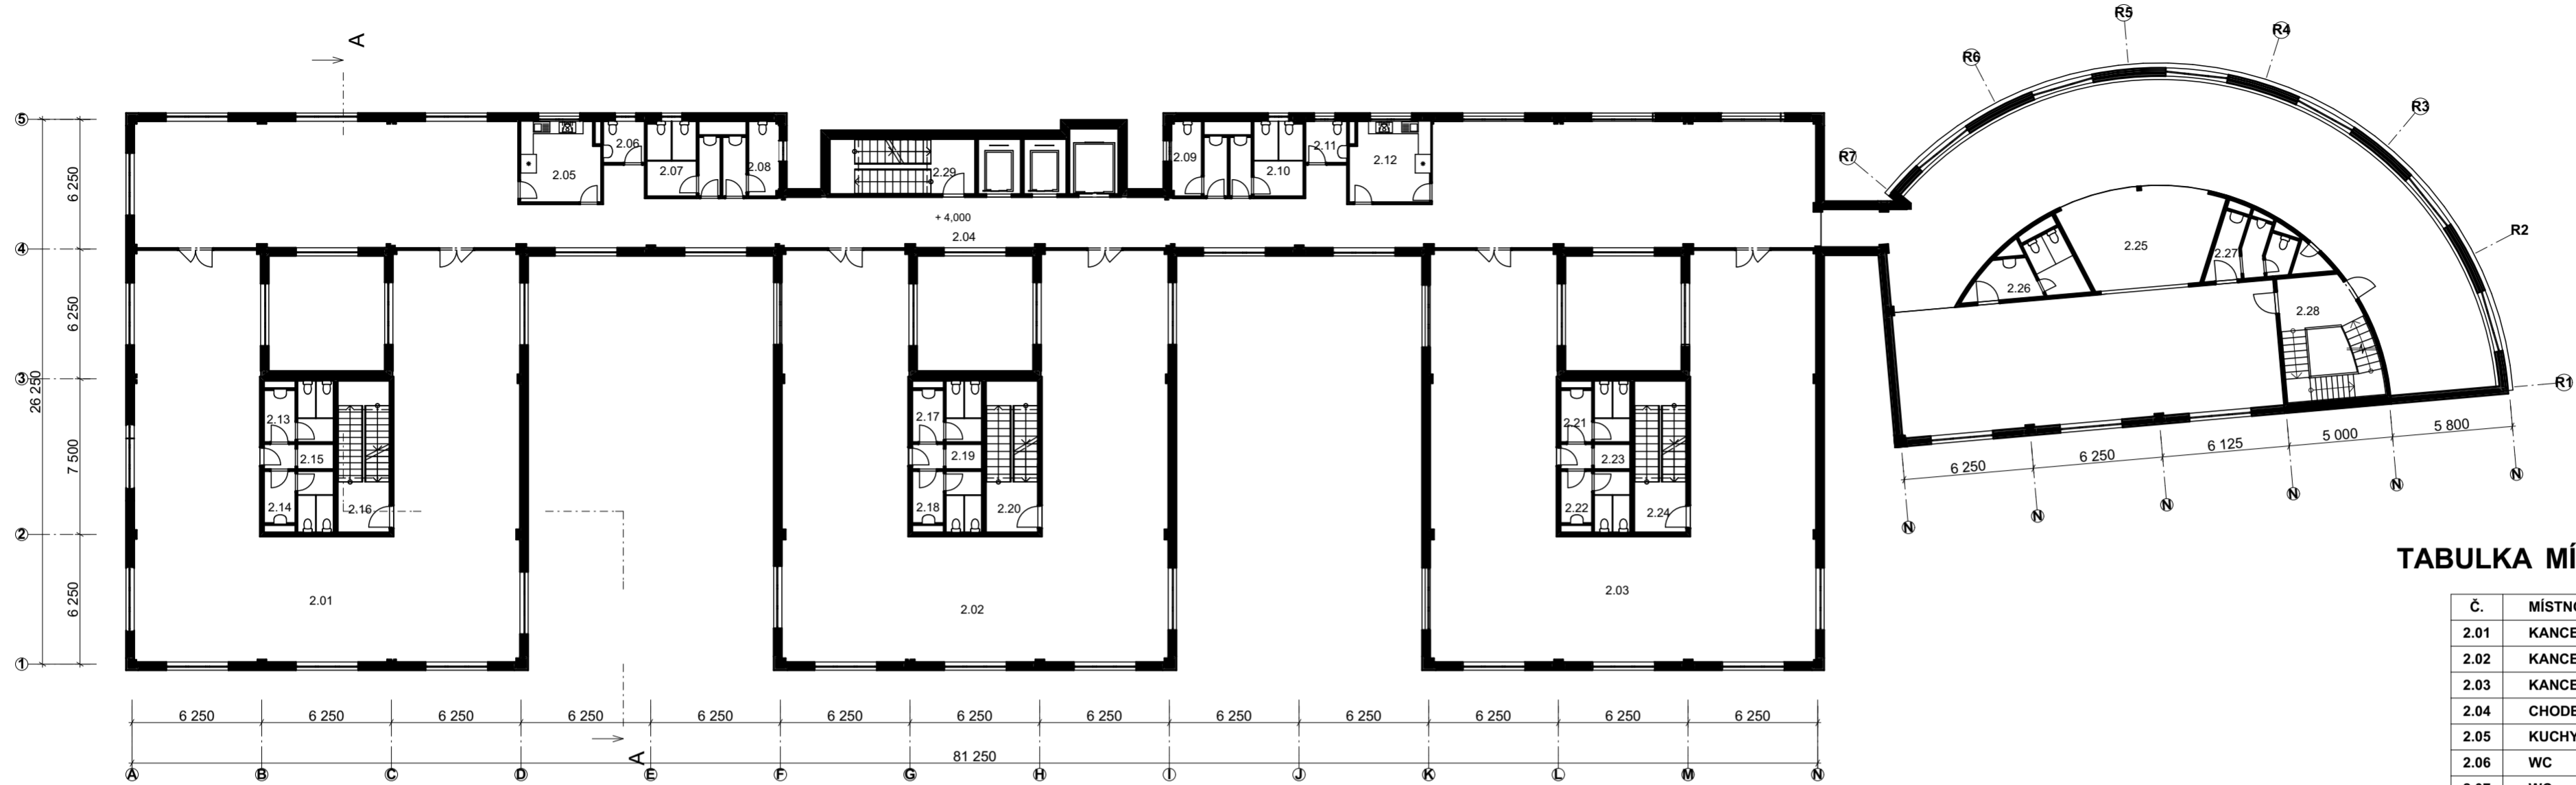 R5
R4
R6
R3
R7
R2
R1
A
5
4
3
2
1
6 250
6 250
7 500
6 250
26 250
2.05
2.06
2.07
2.08
2.29
2.09
2.10
2.11
2.12
+ 4,000
2.04
2.25
2.26
2.27
2.28
2.13
2.15
2.14
2.16
2.17
2.19
2.18
2.20
2.21
2.23
2.22
2.24
2.01
2.02
2.03
6 250
6 250
6 125
5 000
5 800
N
N
N
N
N
N
6 250
6 250
6 250
6 250
6 250
6 250
6 250
6 250
6 250
6 250
6 250
6 250
6 250
81 250
A
A
B
C
D
E
F
G
H
I
J
K
L
M
N
TABULKA MÍ
Č. MÍSTNO
2.01 KANCE
2.02 KANCE
2.03 KANCE
2.04 CHODB
2.05 KUCHY
2.06 WC